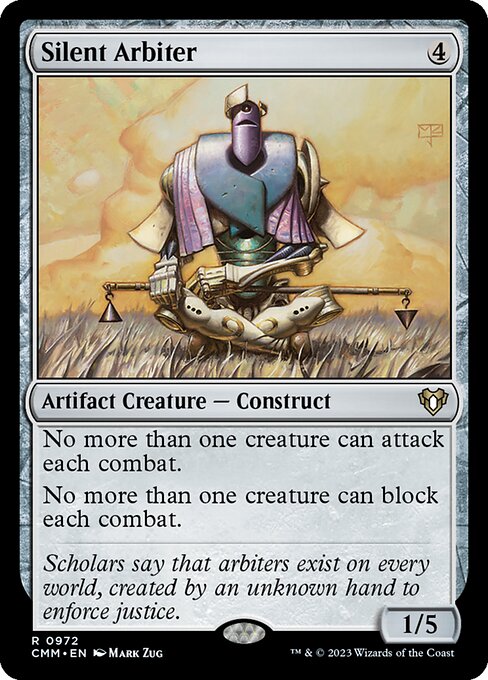 Silent Arbiter 4
Artifact Creature — Construct
No more than one creature can attack
each combat.
No more than one creature can block
each combat.
Scholars say that arbiters exist on every
world, created by an unknown hand to
enforce justice.
1/5
R 0972
CMM • EN Mark Zug
™ & © 2023 Wizards of the Coast